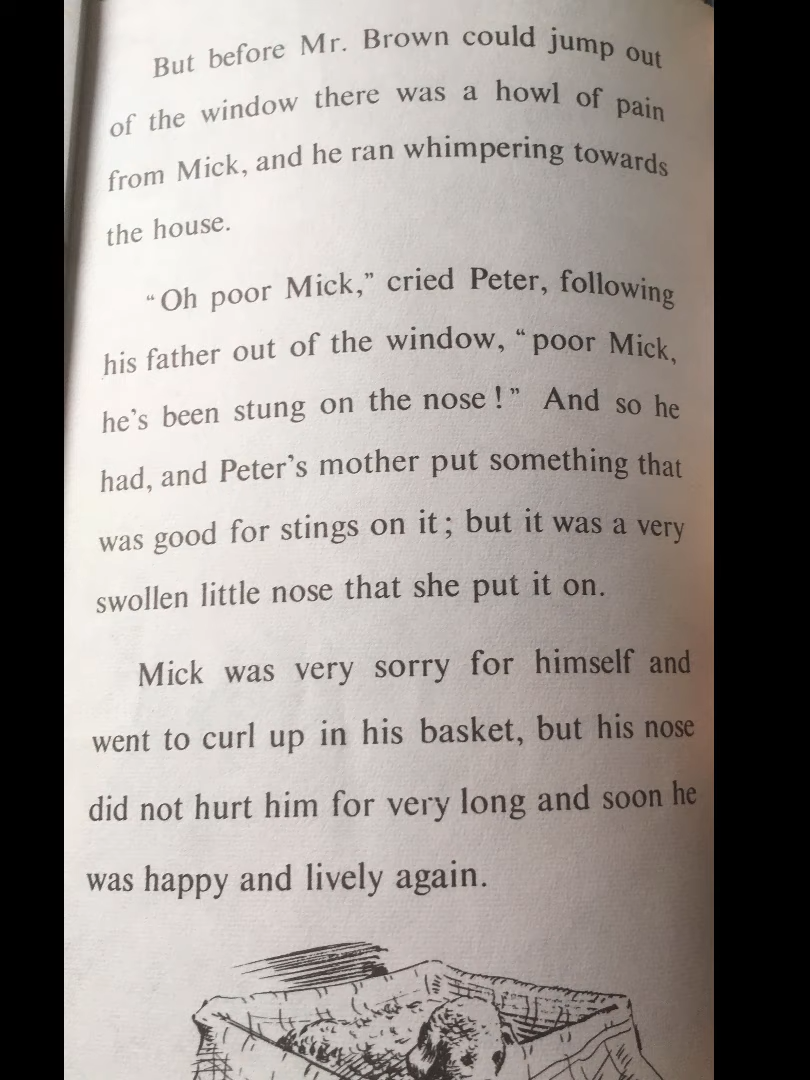 But before Mr. Brown could jump out
of the window there was a howl of pain
from Mick, and he ran whimpering towards
the house.
“Oh poor Mick,” cried Peter, following
his father out of the window, “poor Mick,
he’s been stung on the nose!” And so he
had, and Peter’s mother put something that
was good for stings on it; but it was a very
swollen little nose that she put it on.
Mick was very sorry for himself and
went to curl up in his basket, but his nose
did not hurt him for very long and soon he
was happy and lively again.